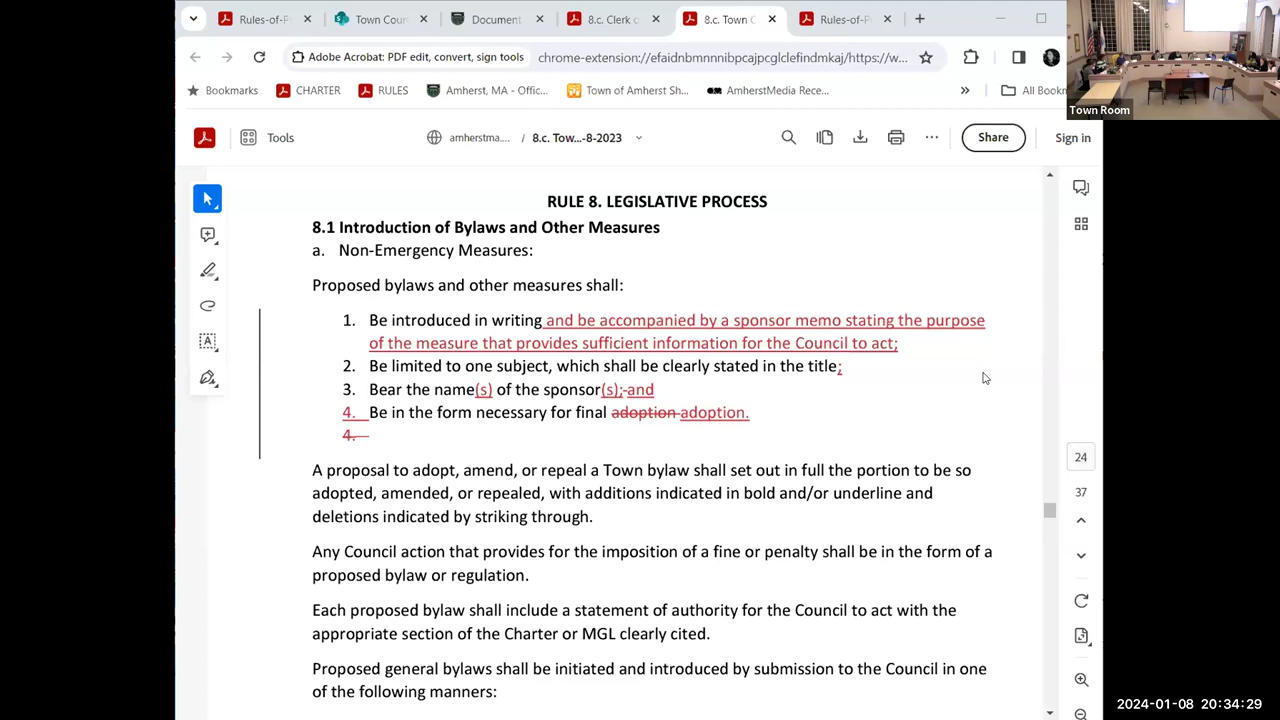 Rules-of-P
Town Cour
Document
8.c. Clerk o
8.c. Town C
Rules-of-P
Adobe Acrobat: PDF edit, convert, sign tools
chrome-extension://efaidnbmnnnibpcajpcglclefindmkaj/https://w...
Bookmarks
CHARTER
RULES
Amherst, MA - Offic...
Town of Amherst Sh...
AmherstMedia Rece...
»
All Bookm
Town Room
Tools
amherstma....
/
8.c. Tow...-8-2023
Share
Sign in
RULE 8. LEGISLATIVE PROCESS
8.1 Introduction of Bylaws and Other Measures
a. Non-Emergency Measures:
Proposed bylaws and other measures shall:
1. Be introduced in writing and be accompanied by a sponsor memo stating the purpose
of the measure that provides sufficient information for the Council to act;
2. Be limited to one subject, which shall be clearly stated in the title;
3. Bear the name(s) of the sponsor(s); and
4. Be in the form necessary for final adoption adoption.
4.
A proposal to adopt, amend, or repeal a Town bylaw shall set out in full the portion to be so
adopted, amended, or repealed, with additions indicated in bold and/or underline and
deletions indicated by striking through.
Any Council action that provides for the imposition of a fine or penalty shall be in the form of a
proposed bylaw or regulation.
Each proposed bylaw shall include a statement of authority for the Council to act with the
appropriate section of the Charter or MGL clearly cited.
Proposed general bylaws shall be initiated and introduced by submission to the Council in one
of the following manners:
24
37
2024-01-08 20:34:29